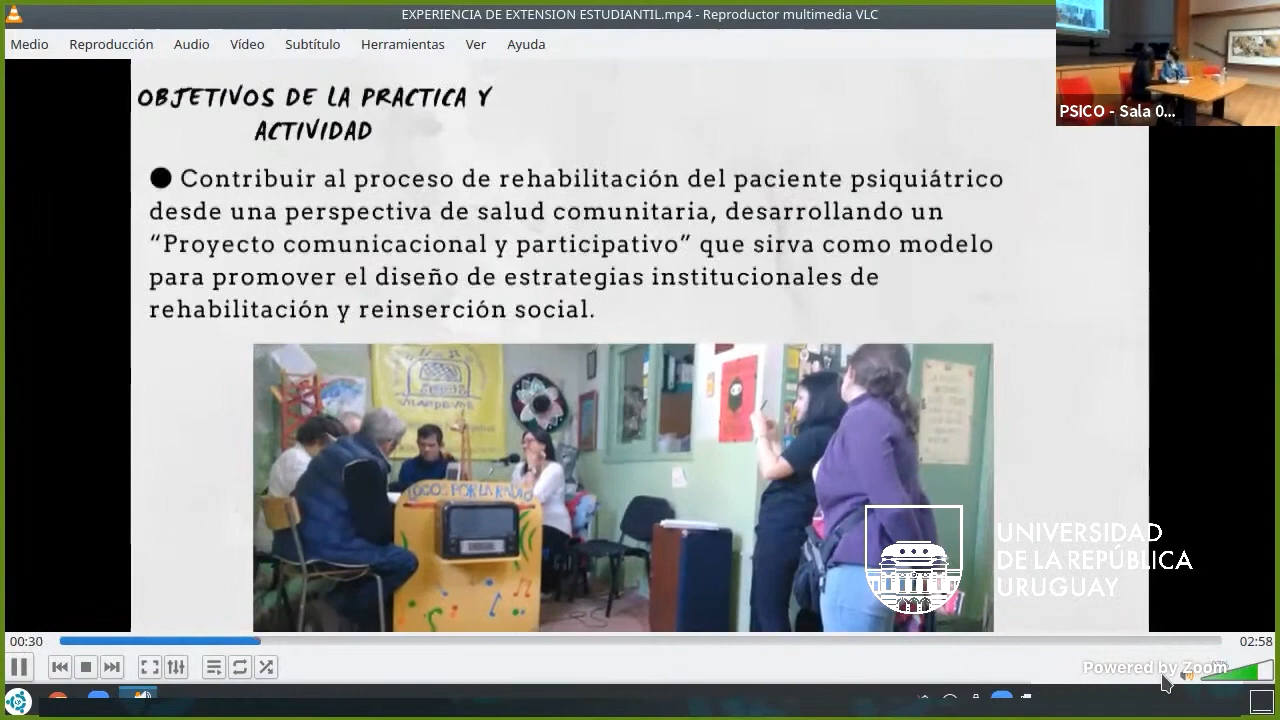 EXPERIENCIA DE EXTENSION ESTUDIANTIL.mp4 - Reproductor multimedia VLC
Medio Reproducción Audio Vídeo Subtítulo Herramientas Ver Ayuda
PSICO - Sala 0...
OBJETIVOS DE LA PRACTICA Y
ACTIVIDAD
● Contribuir al proceso de rehabilitación del paciente psiquiátrico
desde una perspectiva de salud comunitaria, desarrollando un
“Proyecto comunicacional y participativo” que sirva como modelo
para promover el diseño de estrategias institucionales de
rehabilitación y reinserción social.
VILARDEVOZ
LOCOS POR LA RADIO
UNIVERSIDAD
DE LA REPÚBLICA
URUGUAY
00:30
02:58
Powered by Zoom